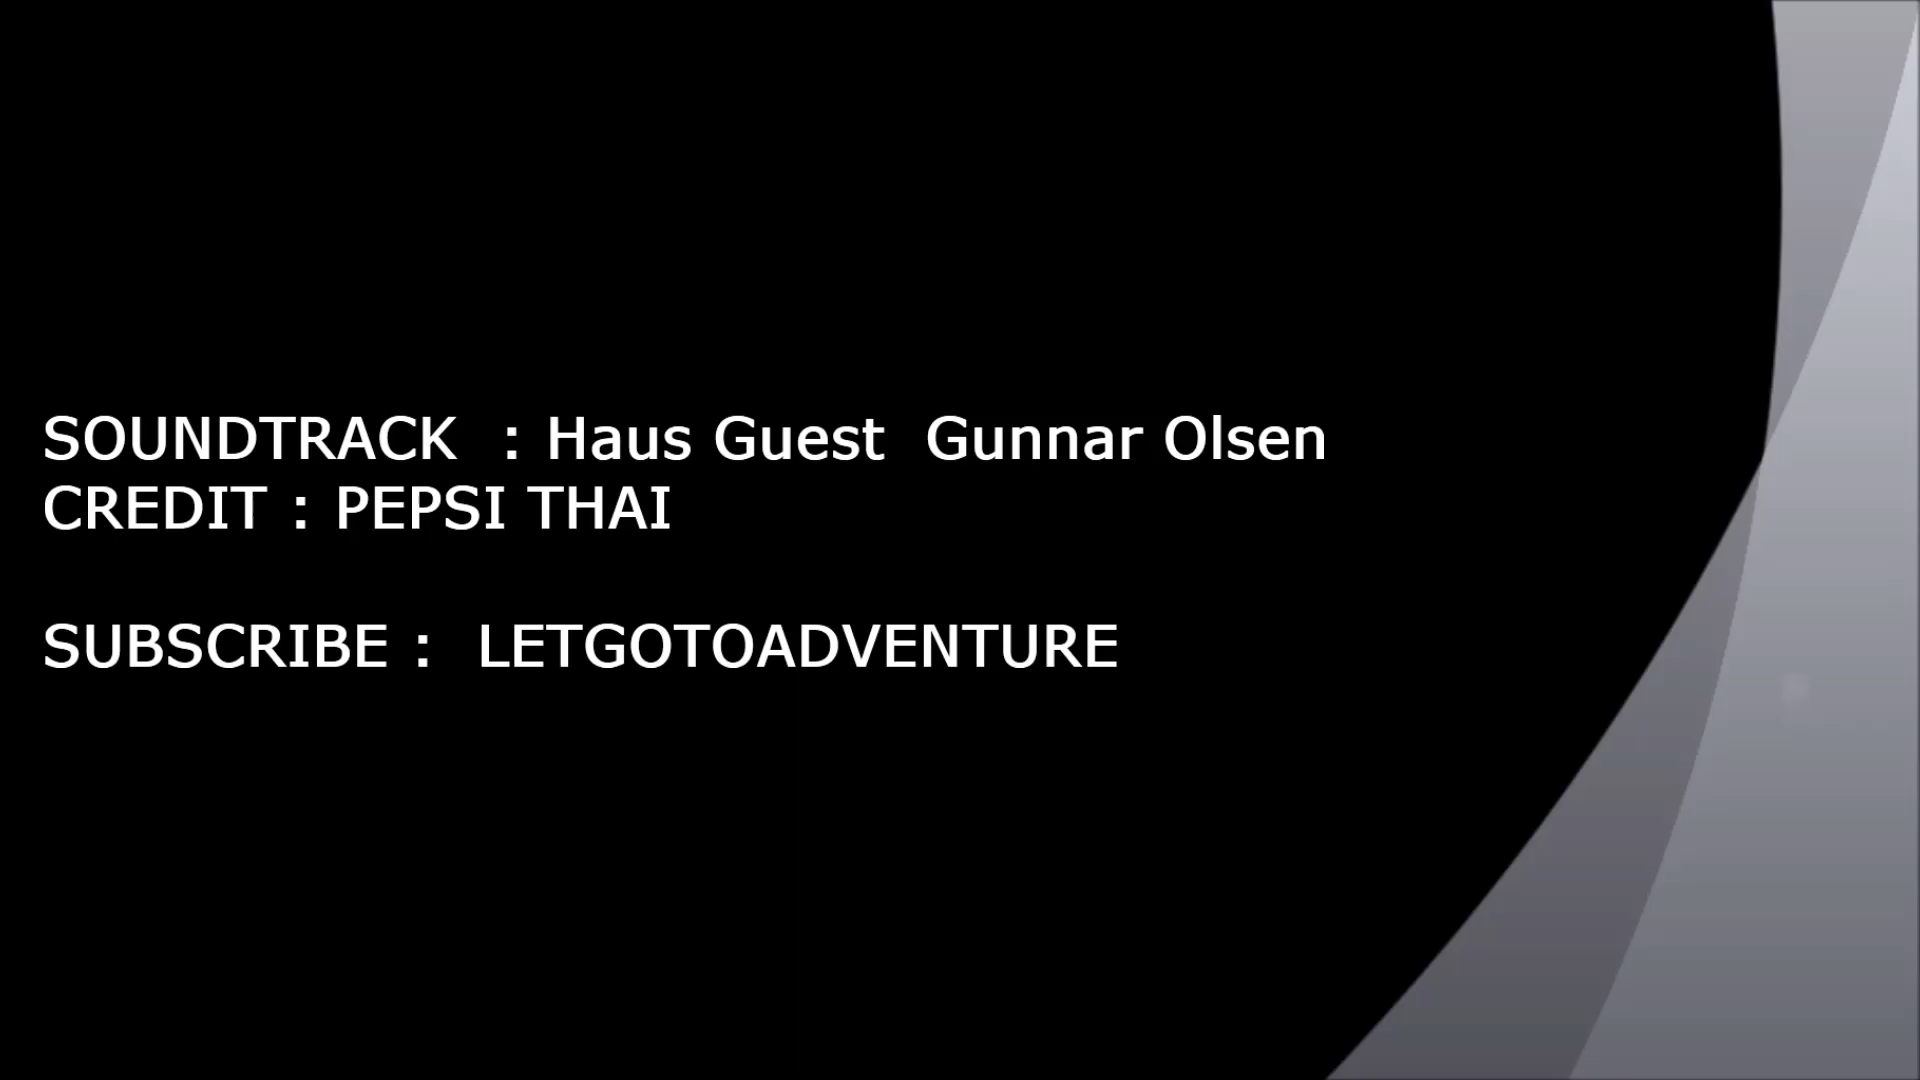 SOUNDTRACK  : Haus Guest  Gunnar Olsen
CREDIT : PEPSI THAI
SUBSCRIBE :  LETGOTOADVENTURE